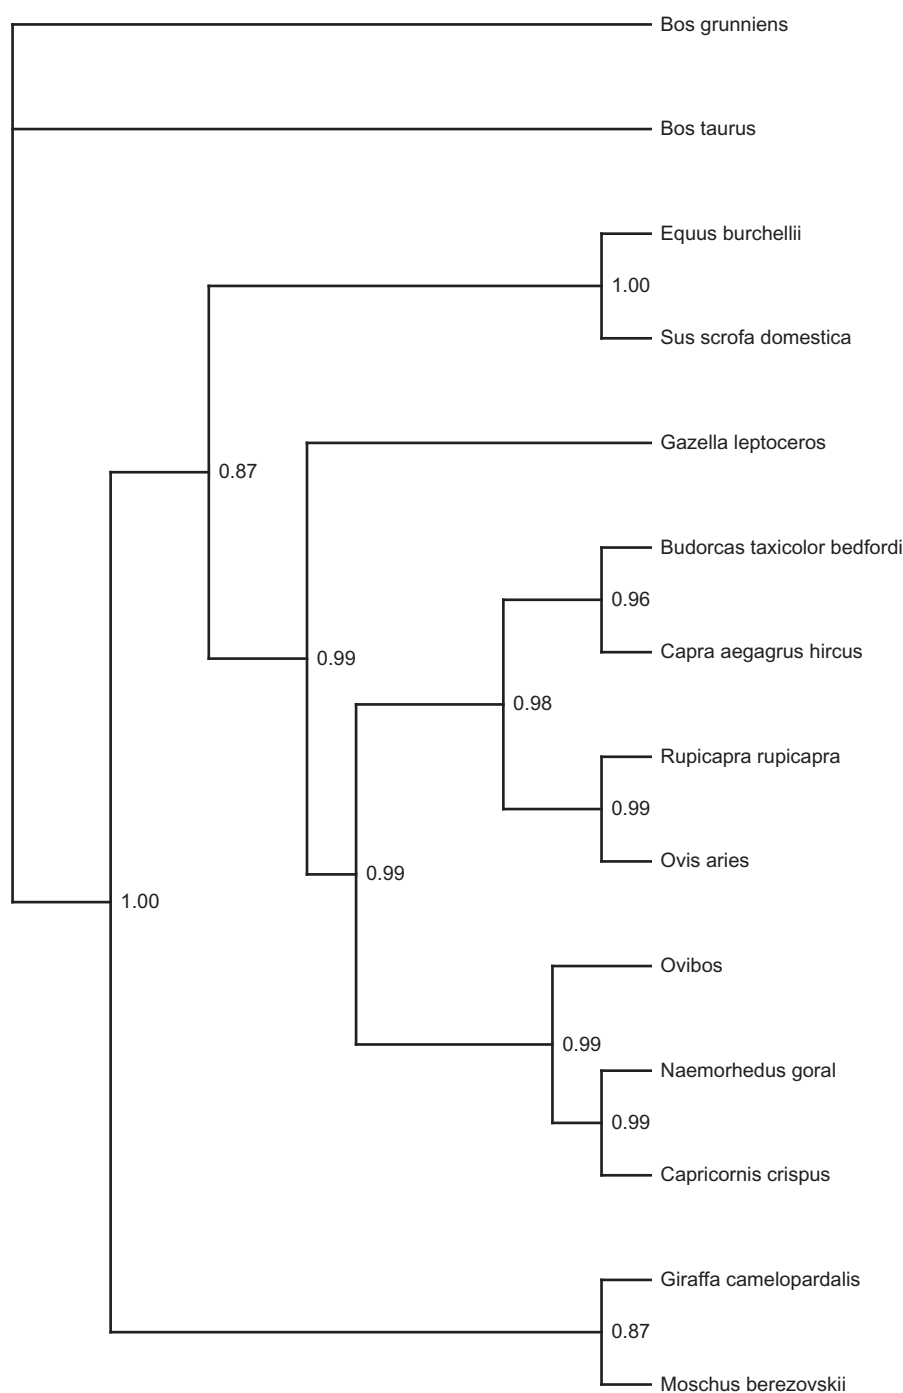 Bos grunniens
Bos taurus
Equus burchellii
1.00
Sus scrofa domestica
Gazella leptoceros
0.87
Budorcas taxicolor bedfordi
0.96
Capra aegagrus hircus
0.99
0.98
Rupicapra rupicapra
0.99
Ovis aries
0.99
1.00
Ovibos
0.99
Naemorhedus goral
0.99
Capricornis crispus
Giraffa camelopardalis
0.87
Moschus berezovskii